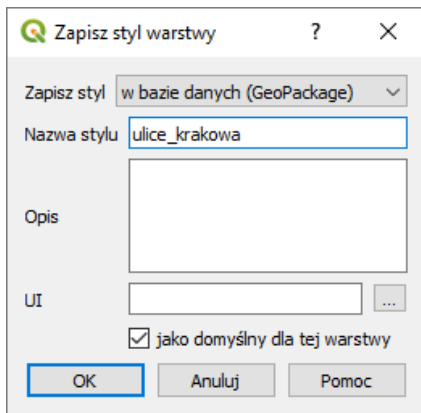 Zapisz styl warstwy
Zapisz styl w bazie danych (GeoPackage)
Nazwa stylu ulice_krakowa
Opis
UI ...
jako domyślny dla tej warstwy
OK Anuluj Pomoc